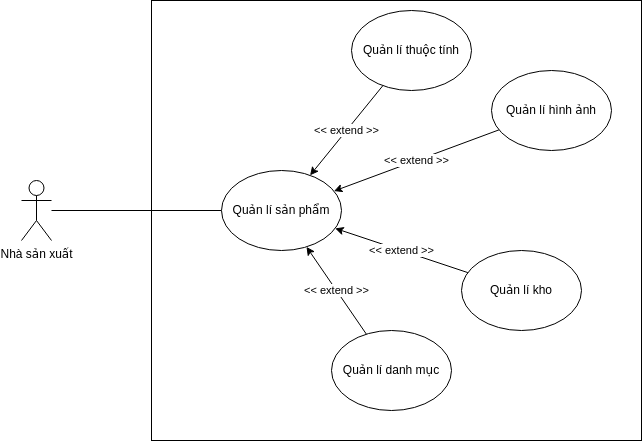 Quản lí thuộc tính
Quản lí hình ảnh
<< extend >>
<< extend >>
Quản lí sản phẩm
Nhà sản xuất
<< extend >>
Quản lí kho
<< extend >>
Quản lí danh mục